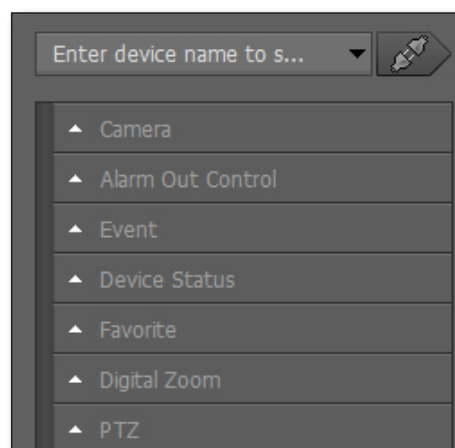 Enter device name to s...
Camera
Alarm Out Control
Event
Device Status
Favorite
Digital Zoom
PTZ